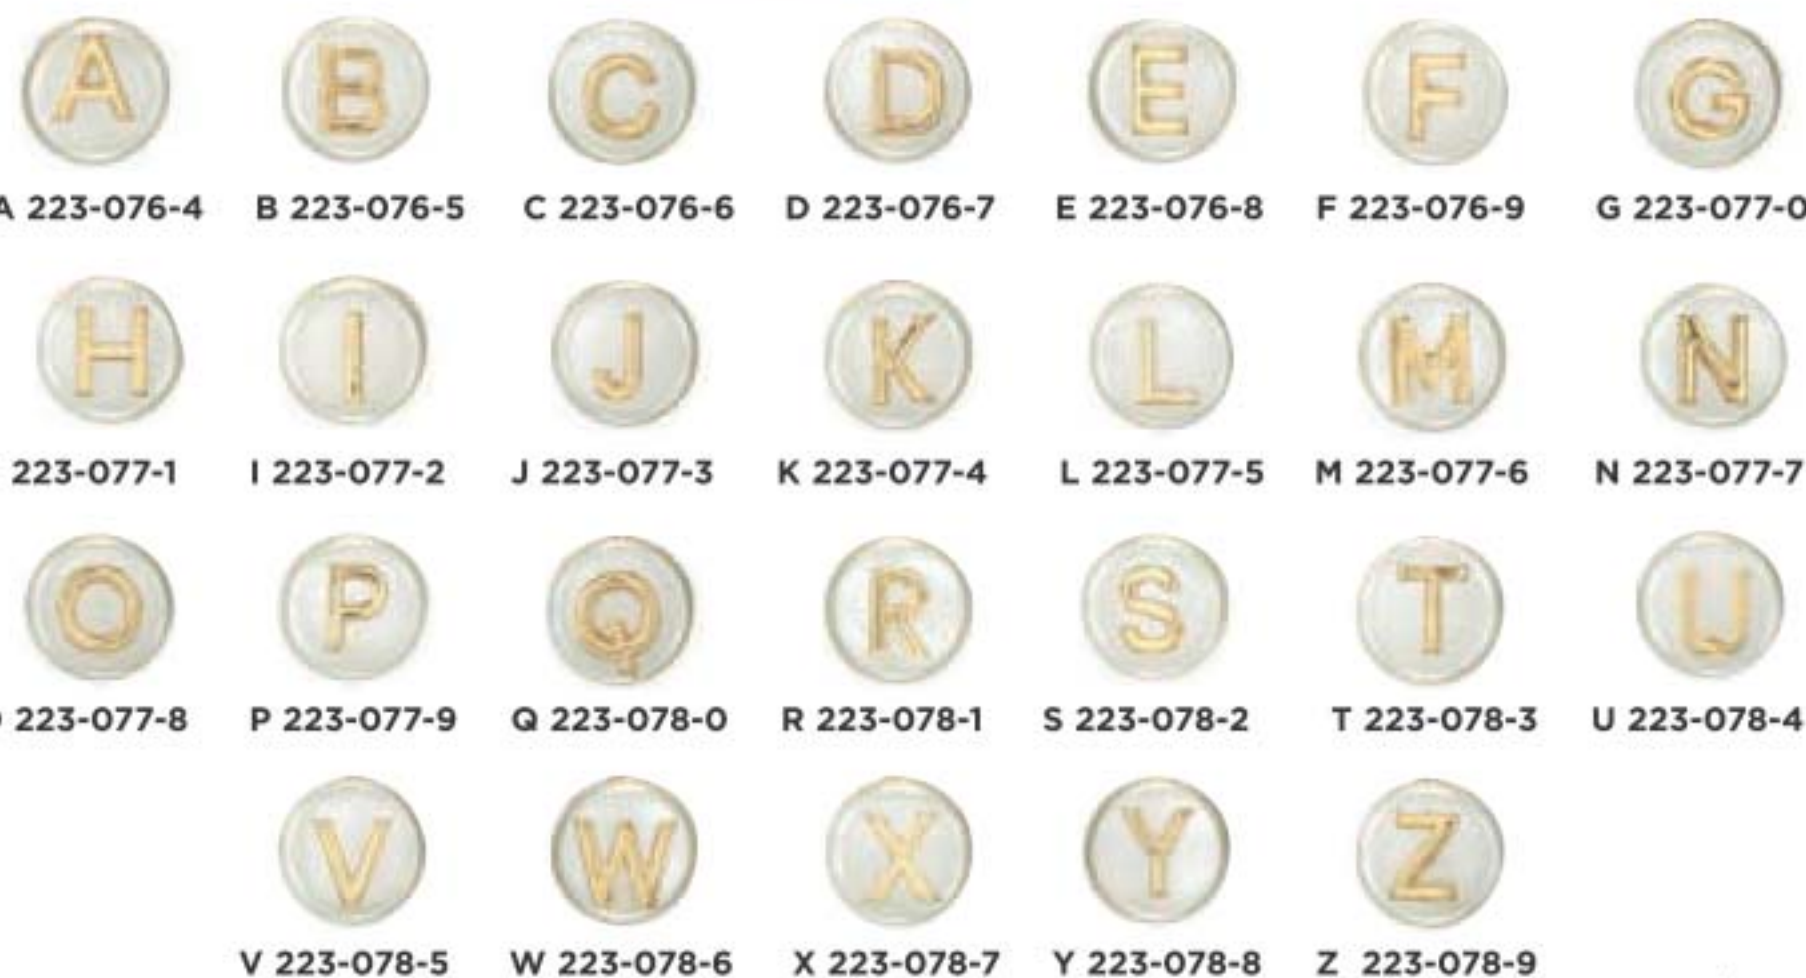 A B C D E F G
A 223-076-4 B 223-076-5 C 223-076-6 D 223-076-7 E 223-076-8 F 223-076-9 G 223-077-0
H I J K L M N
223-077-1 I 223-077-2 J 223-077-3 K 223-077-4 L 223-077-5 M 223-077-6 N 223-077-7
O P Q R S T U
223-077-8 P 223-077-9 Q 223-078-0 R 223-078-1 S 223-078-2 T 223-078-3 U 223-078-4
V W X Y Z
V 223-078-5 W 223-078-6 X 223-078-7 Y 223-078-8 Z 223-078-9